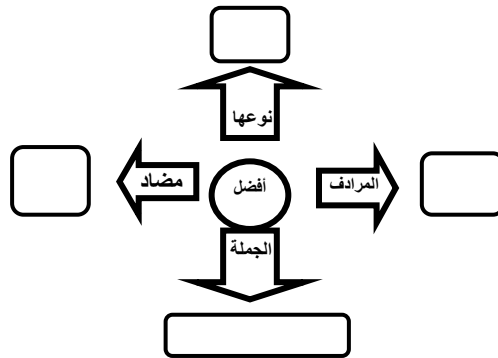 نوعها
المرادف
أفضل
مضاد
الجملة